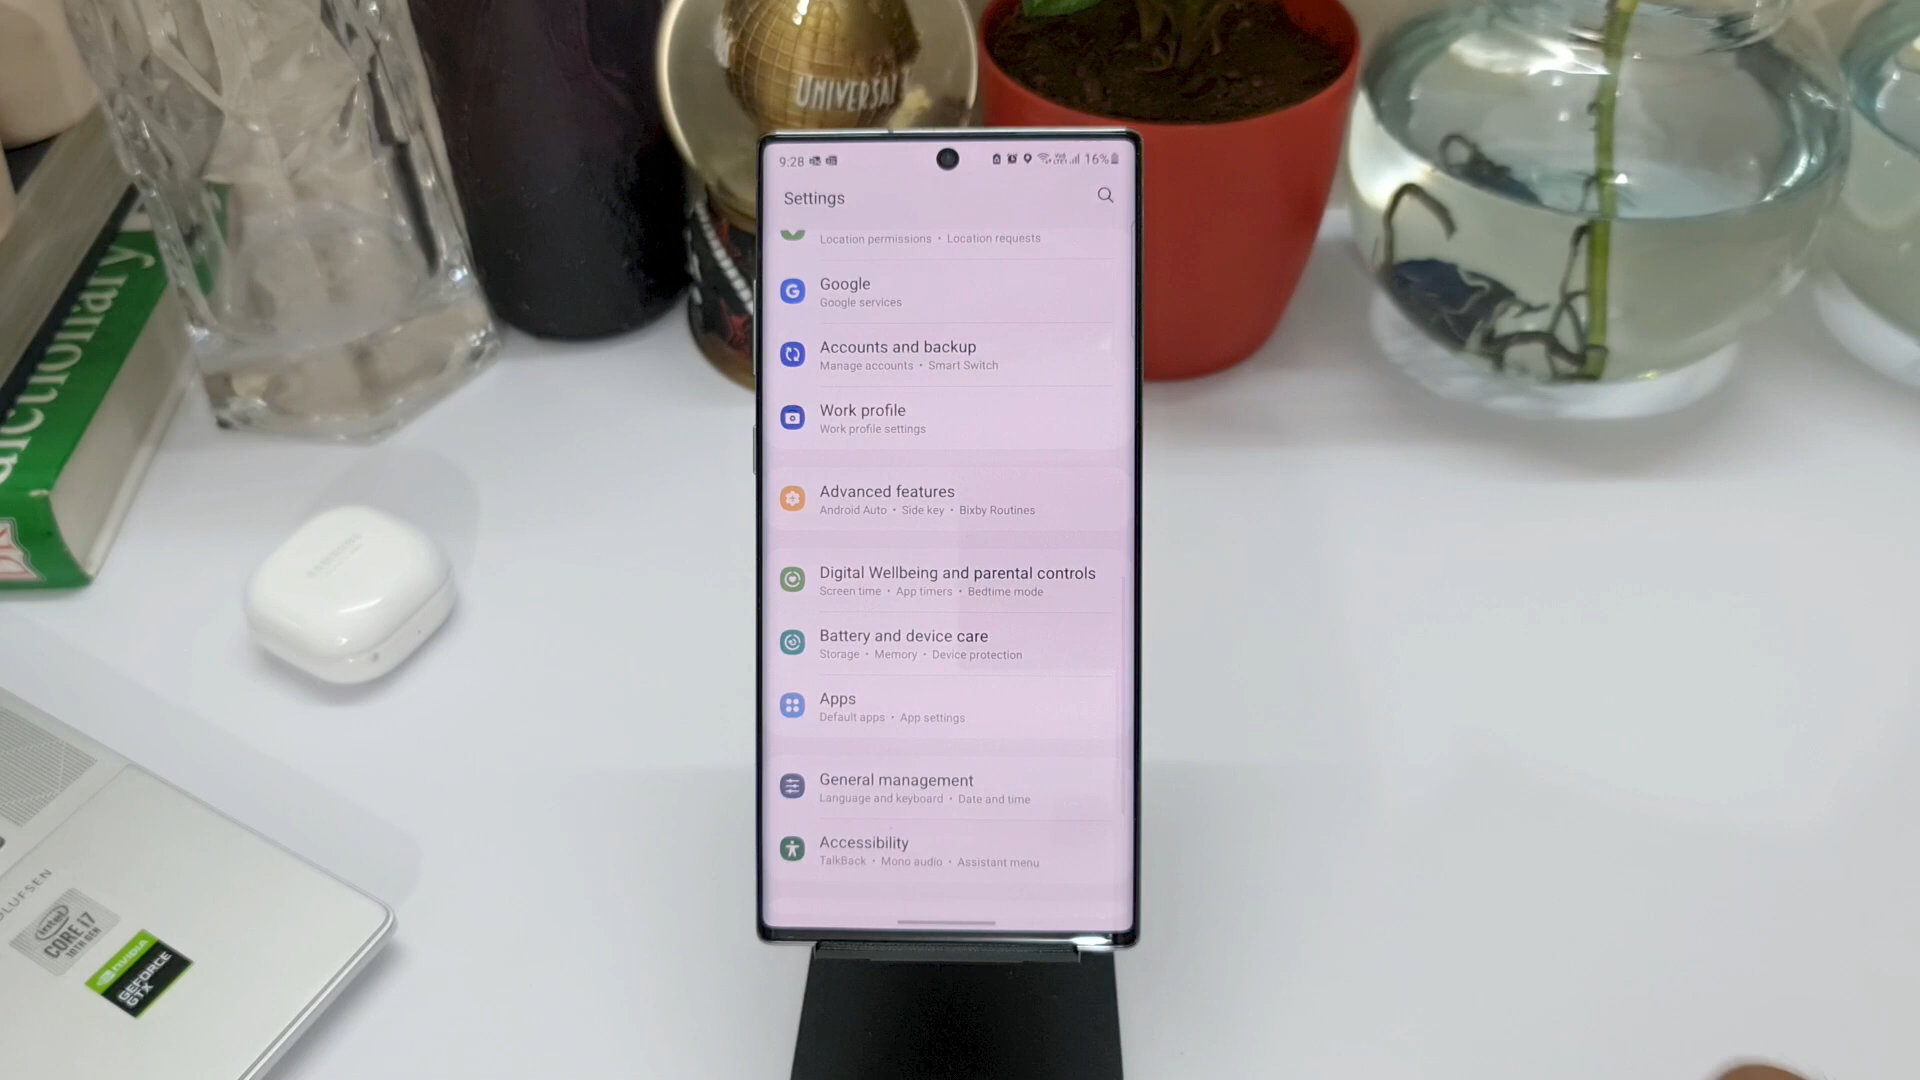 UNIVERSAL
9:28
16%
Settings
Location permissions • Location requests
Google
Google services
Accounts and backup
Manage accounts • Smart Switch
Work profile
Work profile settings
Advanced features
Android Auto • Side key • Bixby Routines
Digital Wellbeing and parental controls
Screen time • App timers • Bedtime mode
Battery and device care
Storage • Memory • Device protection
Apps
Default apps • App settings
General management
Language and keyboard • Date and time
Accessibility
TalkBack • Mono audio • Assistant menu
ctionary
SAMSUNG
OLUFSEN
intel
CORE i7
10TH GEN
NVIDIA
GEFORCE
GTX